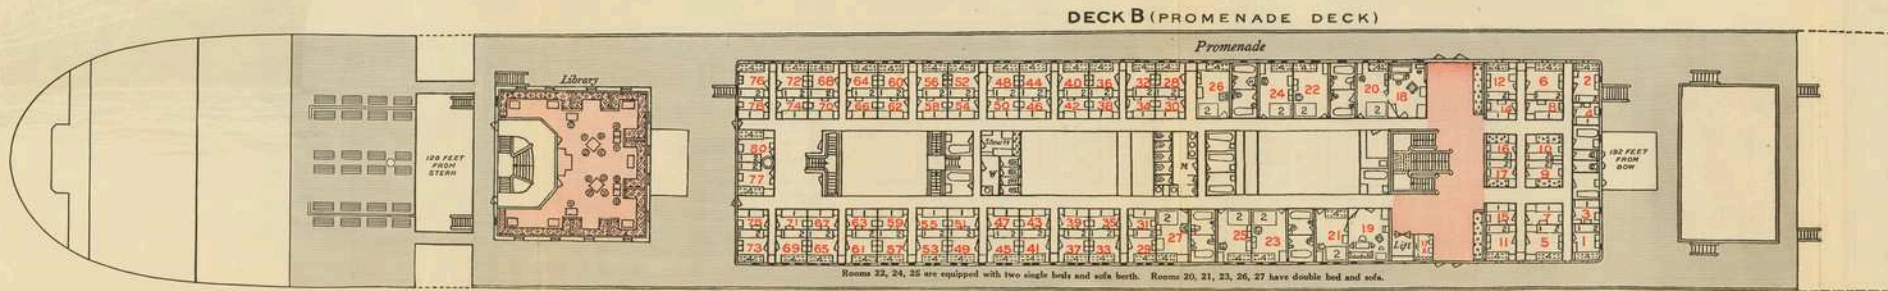 DECK B (PROMENADE DECK)
Promenade
Library
76 72 68 64 60 56 52 48 44 40 36 32 28 26 24 22 20 18 12 6 2
78 74 70 66 62 58 54 50 46 42 38 34 30 14 8 4
120 FEET
FROM
STERN
80
77
W
M
16 10
17 9
192 FEET
FROM
BOW
75 71 67 63 59 55 51 47 43 39 35 31 27 25 23 21 19 15 7 3
73 69 65 61 57 53 49 45 41 37 33 29 Lift 11 5 1
Rooms 22, 24, 25 are equipped with two single beds and sofa berth. Rooms 20, 21, 23, 26, 27 have double bed and sofa.